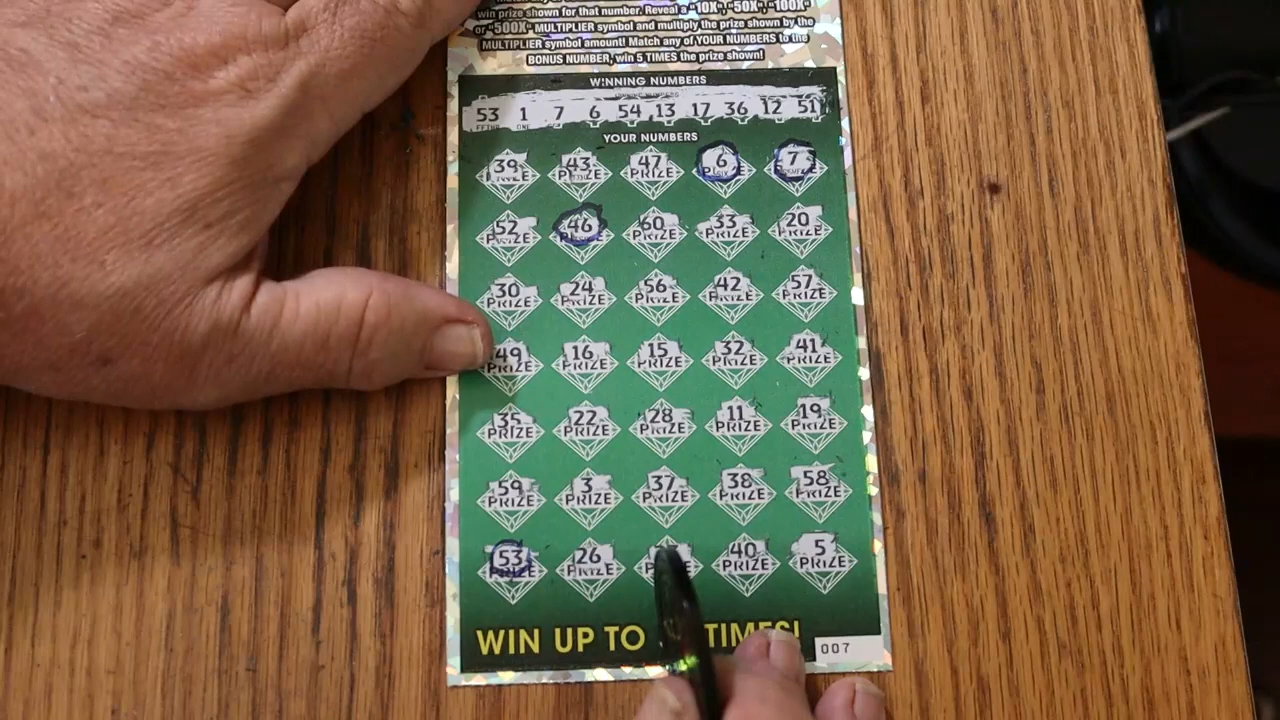 win prize shown for that number. Reveal a "10X", "50X", "100X"
or "500X" MULTIPLIER symbol and multiply the prize shown by the
MULTIPLIER symbol amount! Match any of YOUR NUMBERS to the
BONUS NUMBER, win 5 TIMES the prize shown!
WINNING NUMBERS
53 1 7 6 54 13 17 36 12 51
ONE
YOUR NUMBERS
39 43 47 6 7
PRIZE PRIZE PRIZE SIX
52 46 60 33 20
PRIZE PRIZE PRIZE PRIZE
30 24 56 42 57
PRIZE PRIZE PRIZE PRIZE PRIZE
49 16 15 32 41
PRIZE PRIZE PRIZE PRIZE PRIZE
35 22 28 11 19
PRIZE PRIZE PRIZE PRIZE PRIZE
59 3 37 38 58
PRIZE PRIZE PRIZE PRIZE PRIZE
53 26 40 5
PRIZE PRIZE PRIZE PRIZE
WIN UP TO TIMES!
007